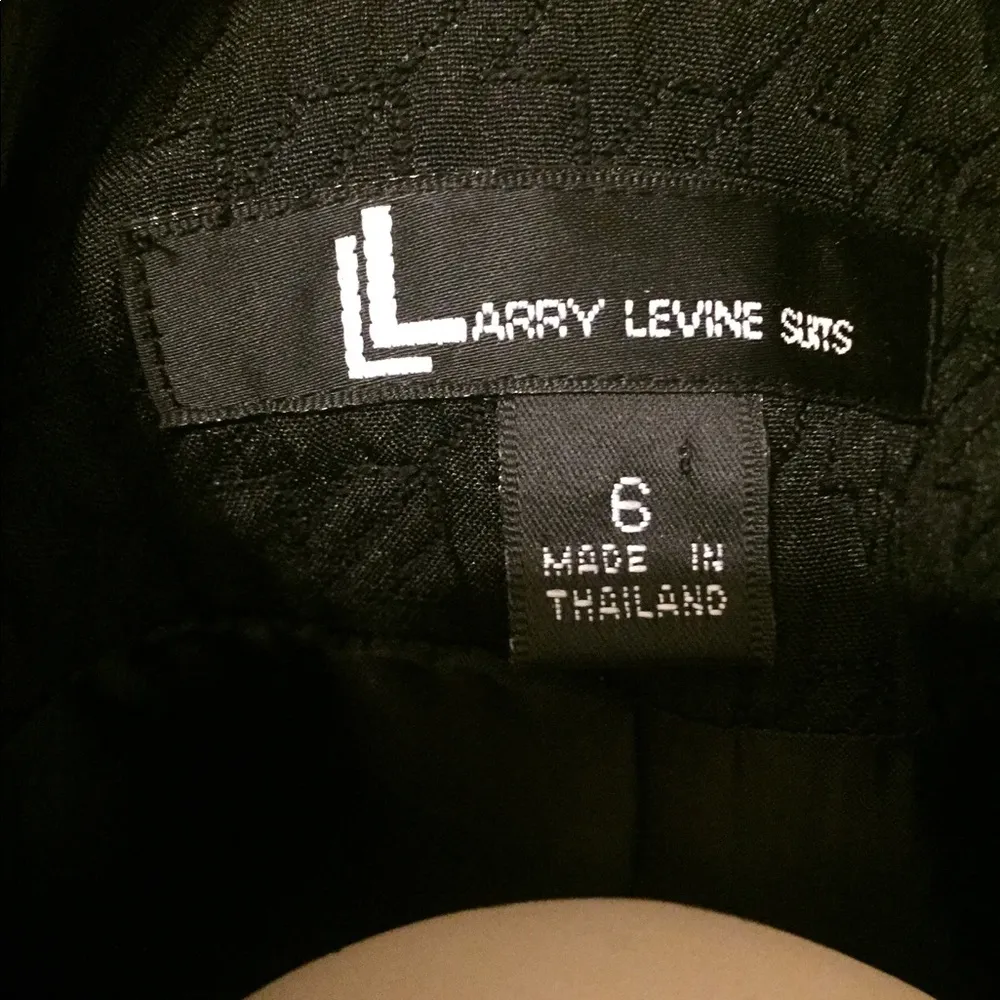 LARRY LEVINE SUITS
6
MADE IN
THAILAND